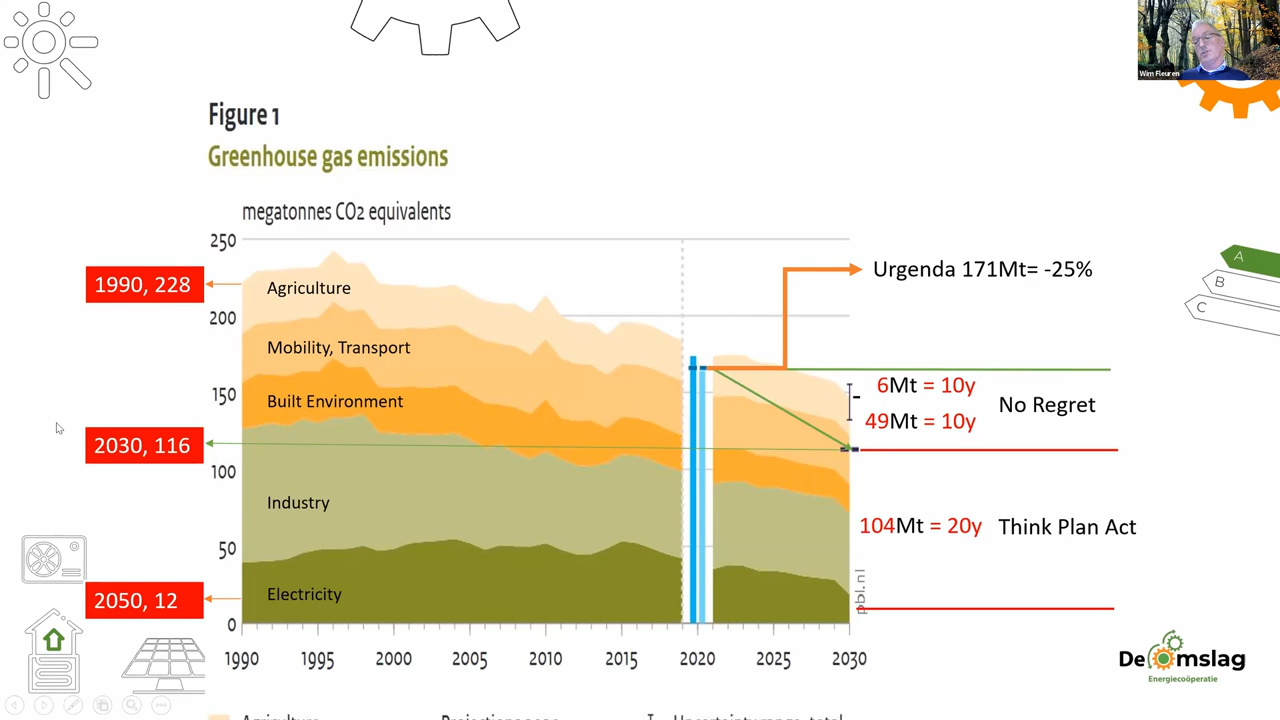 Wim Fleuren
Figure 1
Greenhouse gas emissions
megatonnes CO2 equivalents
250
200
150
100
50
0
1990, 228
2030, 116
2050, 12
Agriculture
Mobility, Transport
Built Environment
Industry
Electricity
1990
1995
2000
2005
2010
2015
2020
2025
2030
Urgenda 171Mt= -25%
6Mt = 10y
49Mt = 10y
No Regret
104Mt = 20y
Think Plan Act
pbl.nl
A
B
C
De Omslag
Energiecoöperatie